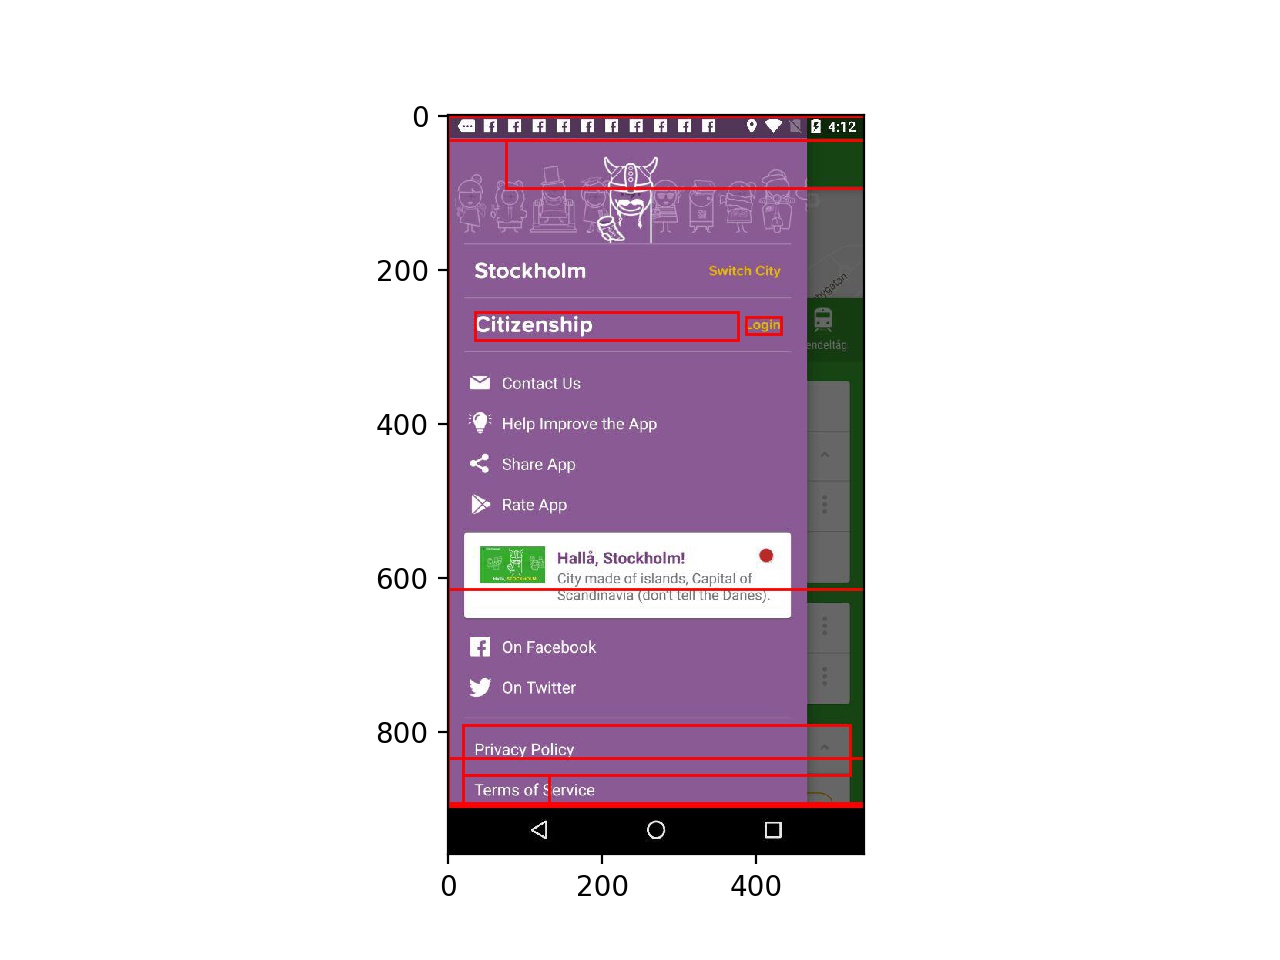 4:12
Stockholm
Switch City
Citizenship
Login
Contact Us
Help Improve the App
Share App
Rate App
Hallå, Stockholm!
City made of islands, Capital of
Scandinavia (don't tell the Danes).
On Facebook
On Twitter
Privacy Policy
Terms of Service
0
200
400
600
800
0
200
400